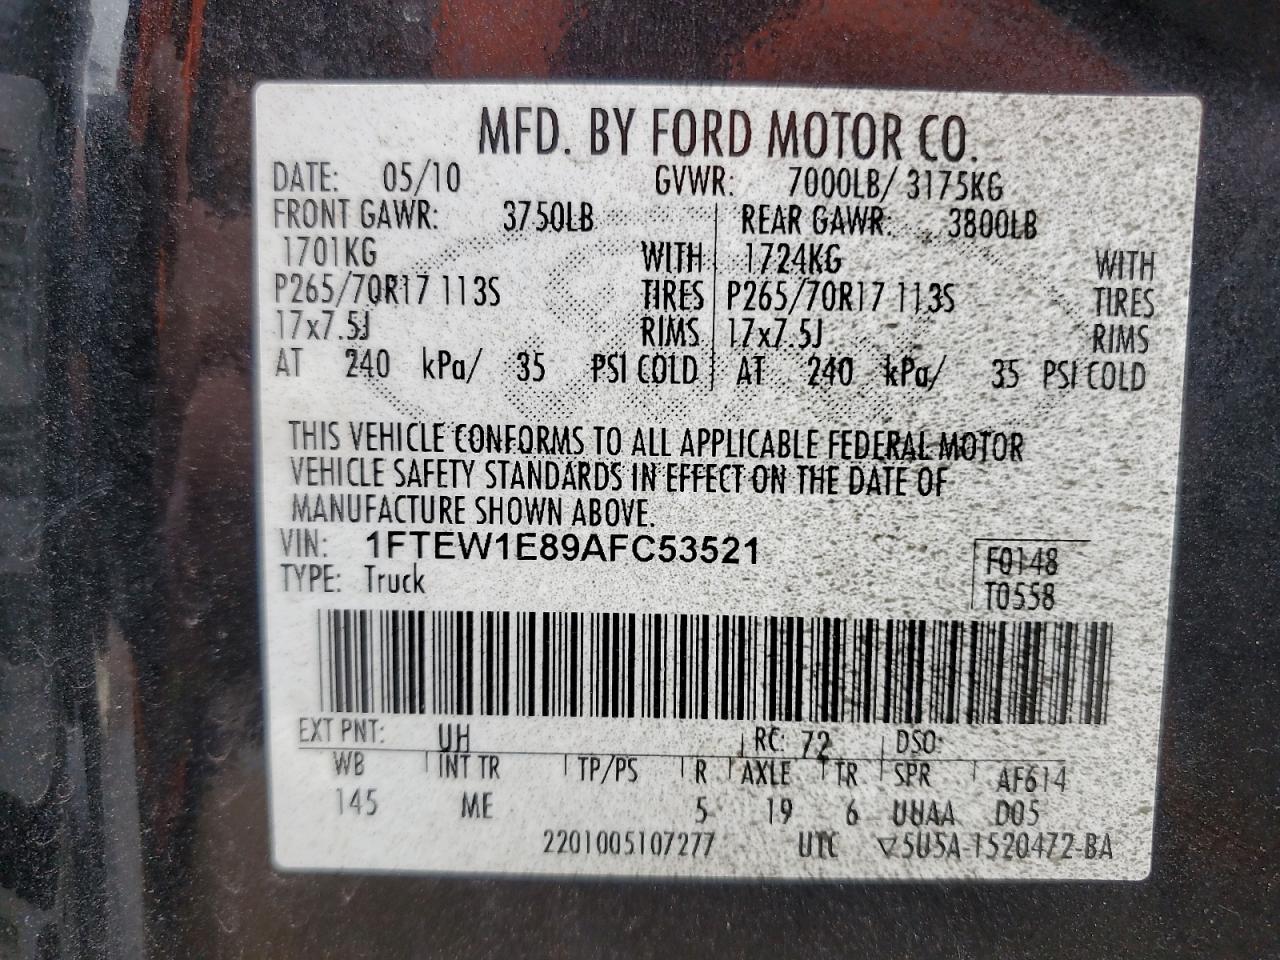 MFD. BY FORD MOTOR CO.
DATE: 05/10 GVWR: 7000LB/ 3175KG
FRONT GAWR: 3750LB REAR GAWR: 3800LB
1701KG WITH 1724KG WITH
P265/70R17 113S TIRES P265/70R17 113S TIRES
17x7.5J RIMS 17x7.5J RIMS
AT 240 kPa/ 35 PSI COLD AT 240 kPa/ 35 PSI COLD
THIS VEHICLE CONFORMS TO ALL APPLICABLE FEDERAL MOTOR
VEHICLE SAFETY STANDARDS IN EFFECT ON THE DATE OF
MANUFACTURE SHOWN ABOVE.
VIN: 1FTEW1E89AFC53521 F0148
TYPE: Truck T0558
EXT PNT: UH RC: 72 DSO:
WB INT TR TP/PS R AXLE TR SPR AF614
145 ME 5 19 6 UUAA D05
2201005107277 UTC ▽5U5A-1520472-BA